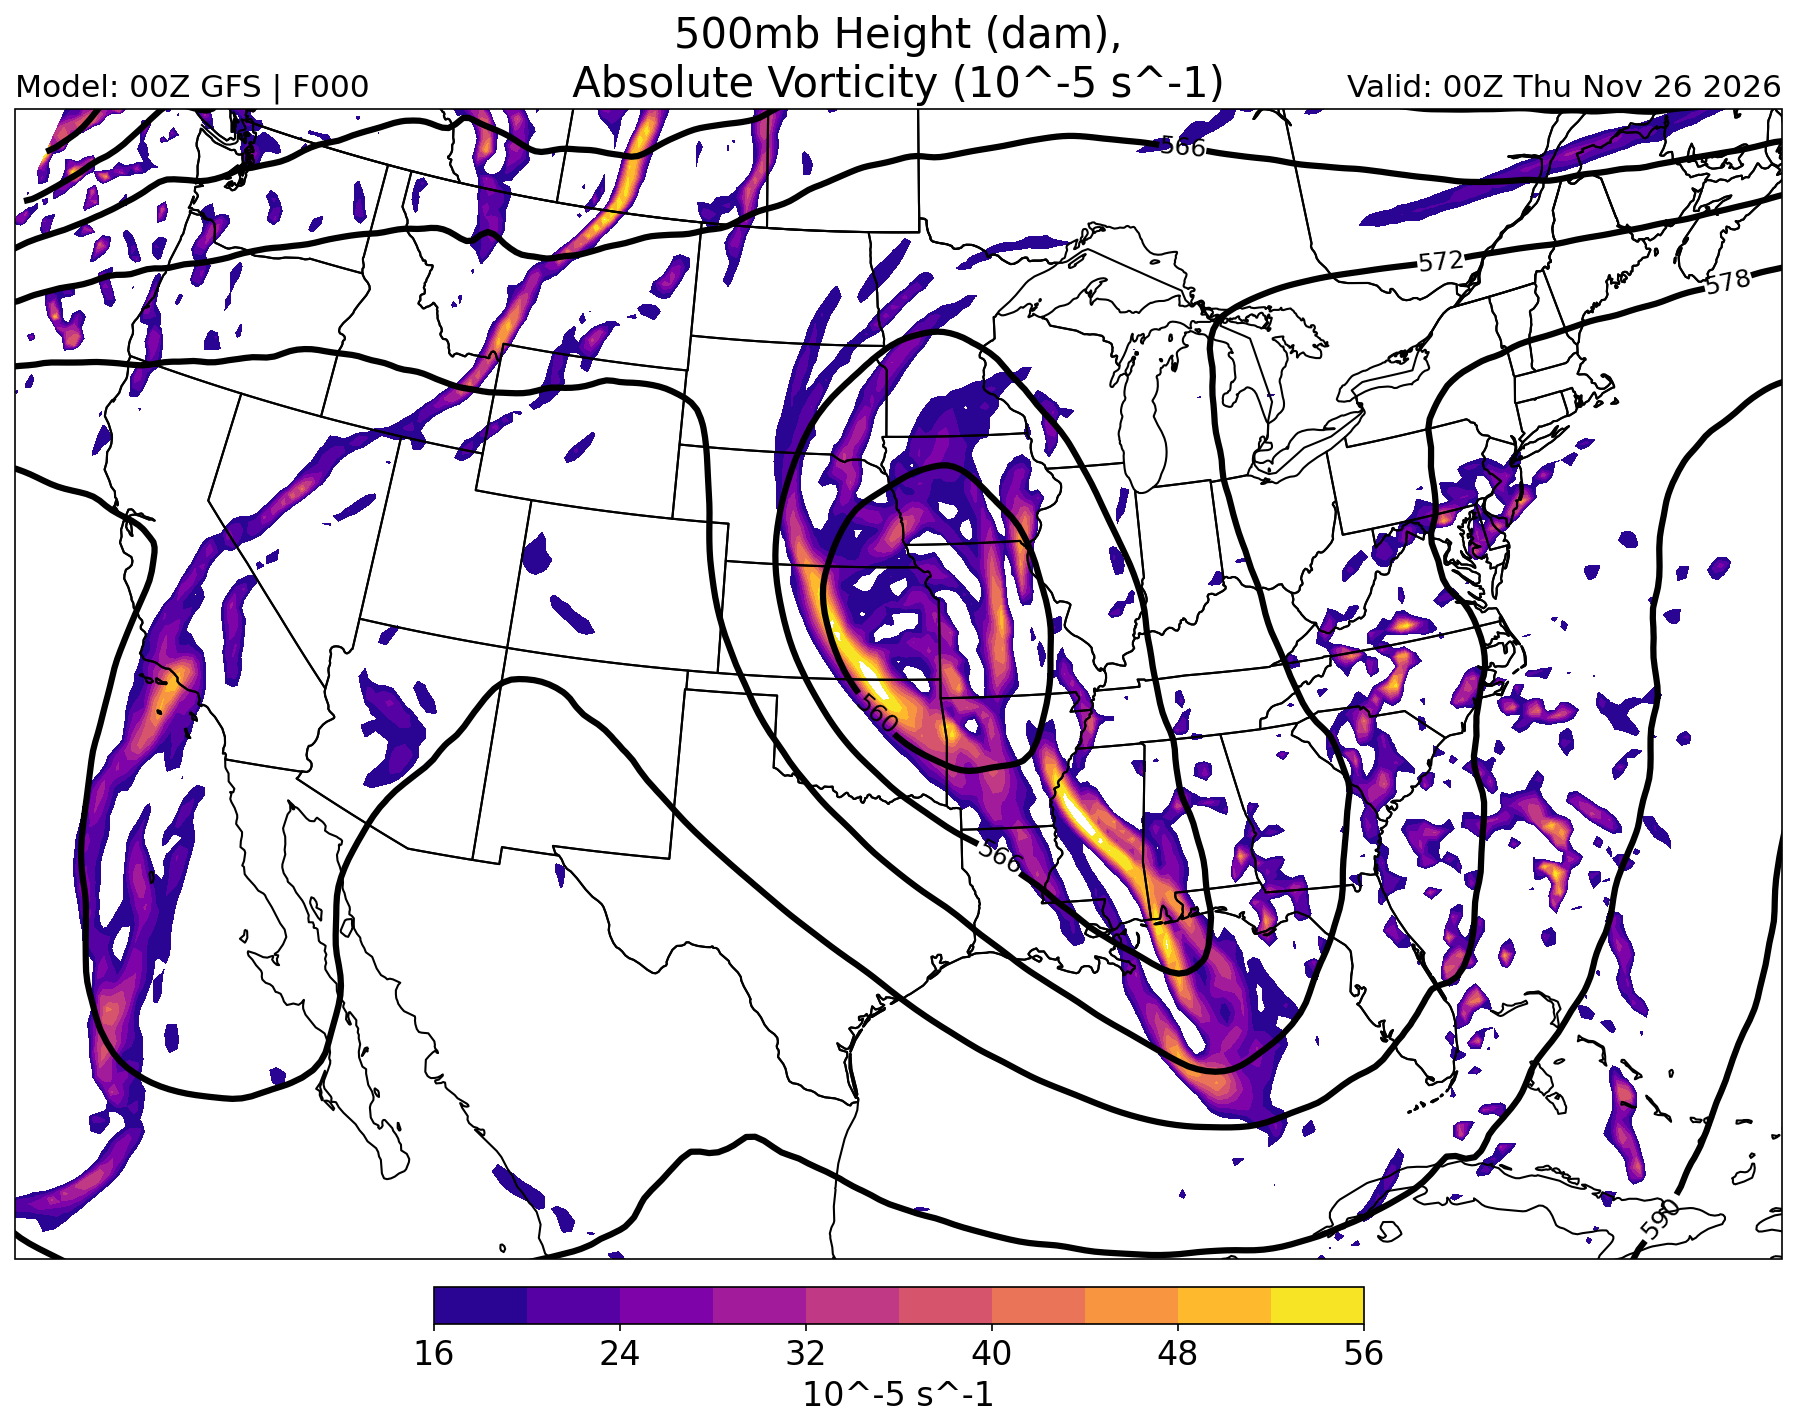 500mb Height (dam),
Absolute Vorticity (10^-5 s^-1)
Model: 00Z GFS | F000
Valid: 00Z Thu Nov 26 2026
566
572
578
560
566
590
16 24 32 40 48 56
10^-5 s^-1